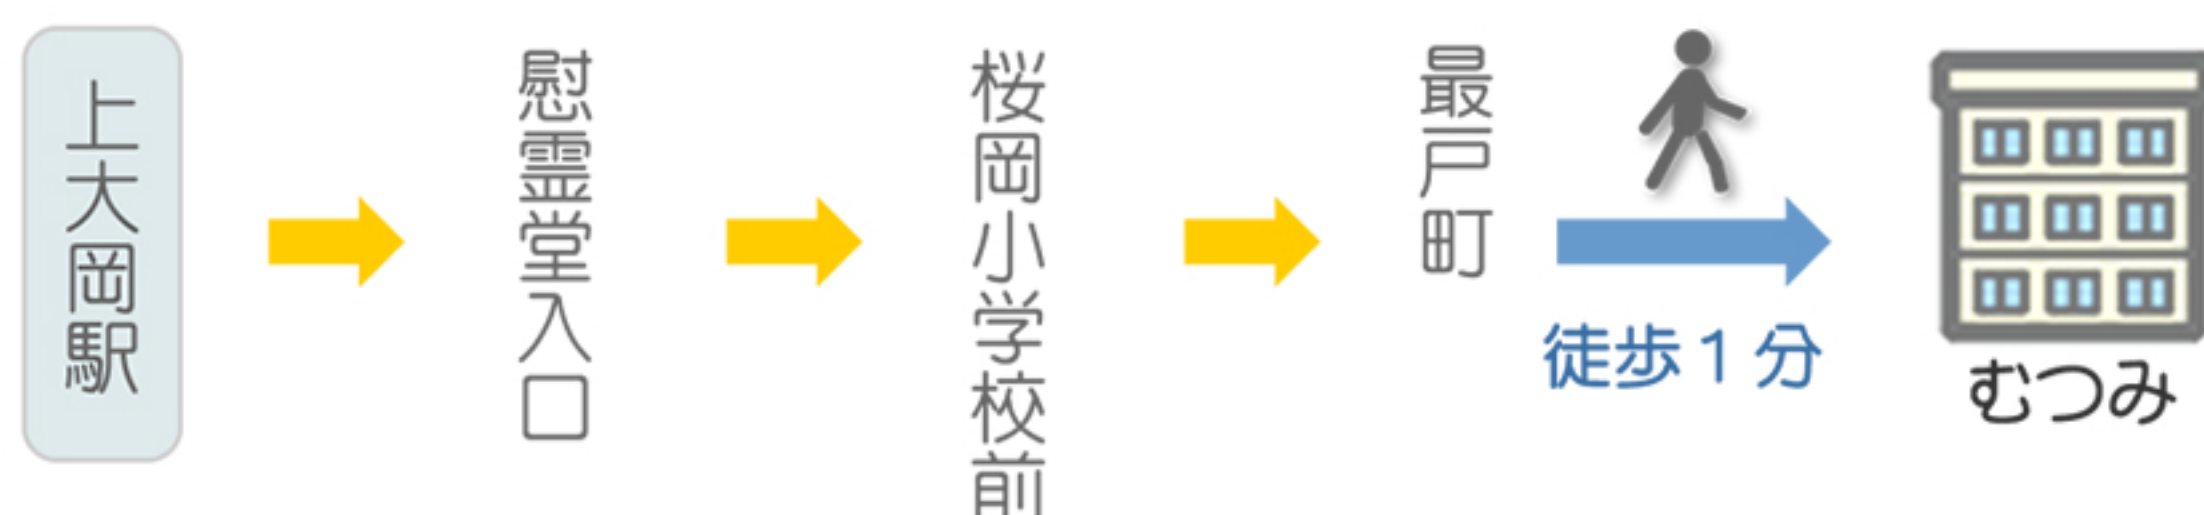 上大岡駅
慰霊堂入口
桜岡小学校前
最戸町
徒歩１分
むつみ